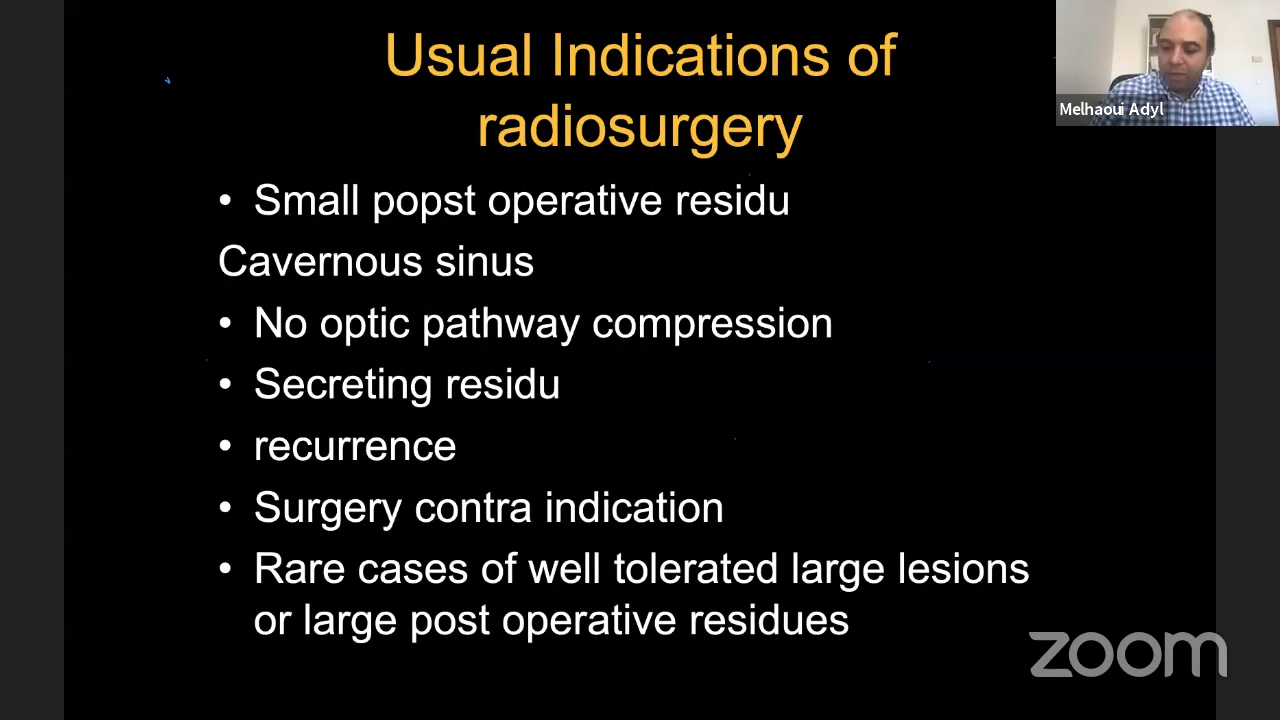 Usual Indications of
radiosurgery
Melhaoui Adyl
• Small popst operative residu
Cavernous sinus
• No optic pathway compression
• Secreting residu
• recurrence
• Surgery contra indication
• Rare cases of well tolerated large lesions
or large post operative residues
zoom